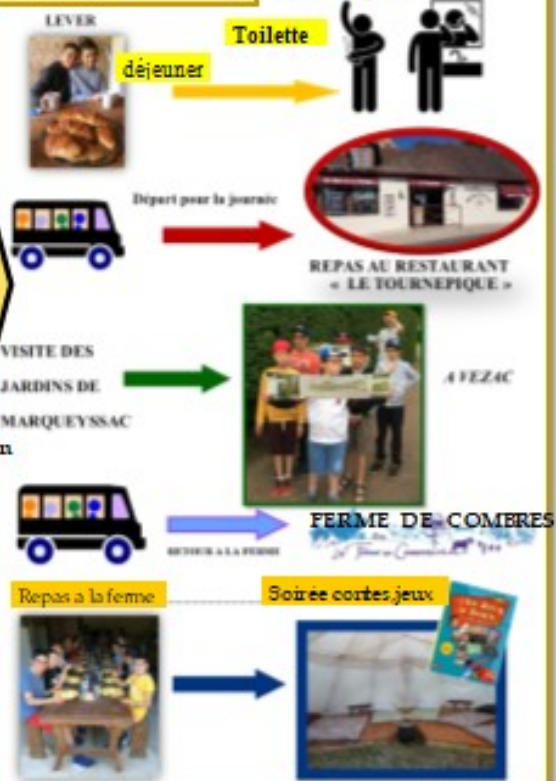 LEVER
Toilette
déjeuner
Départ pour la journée
REPAS AU RESTAURANT
« LE TOURNEPIQUE »
VISITE DES
JARDINS DE
MARQUEYSSAC
A VEZAC
n
FERME DE COMBRES
RETOUR A LA FERME
Repas a la ferme
Soirée contes,jeux